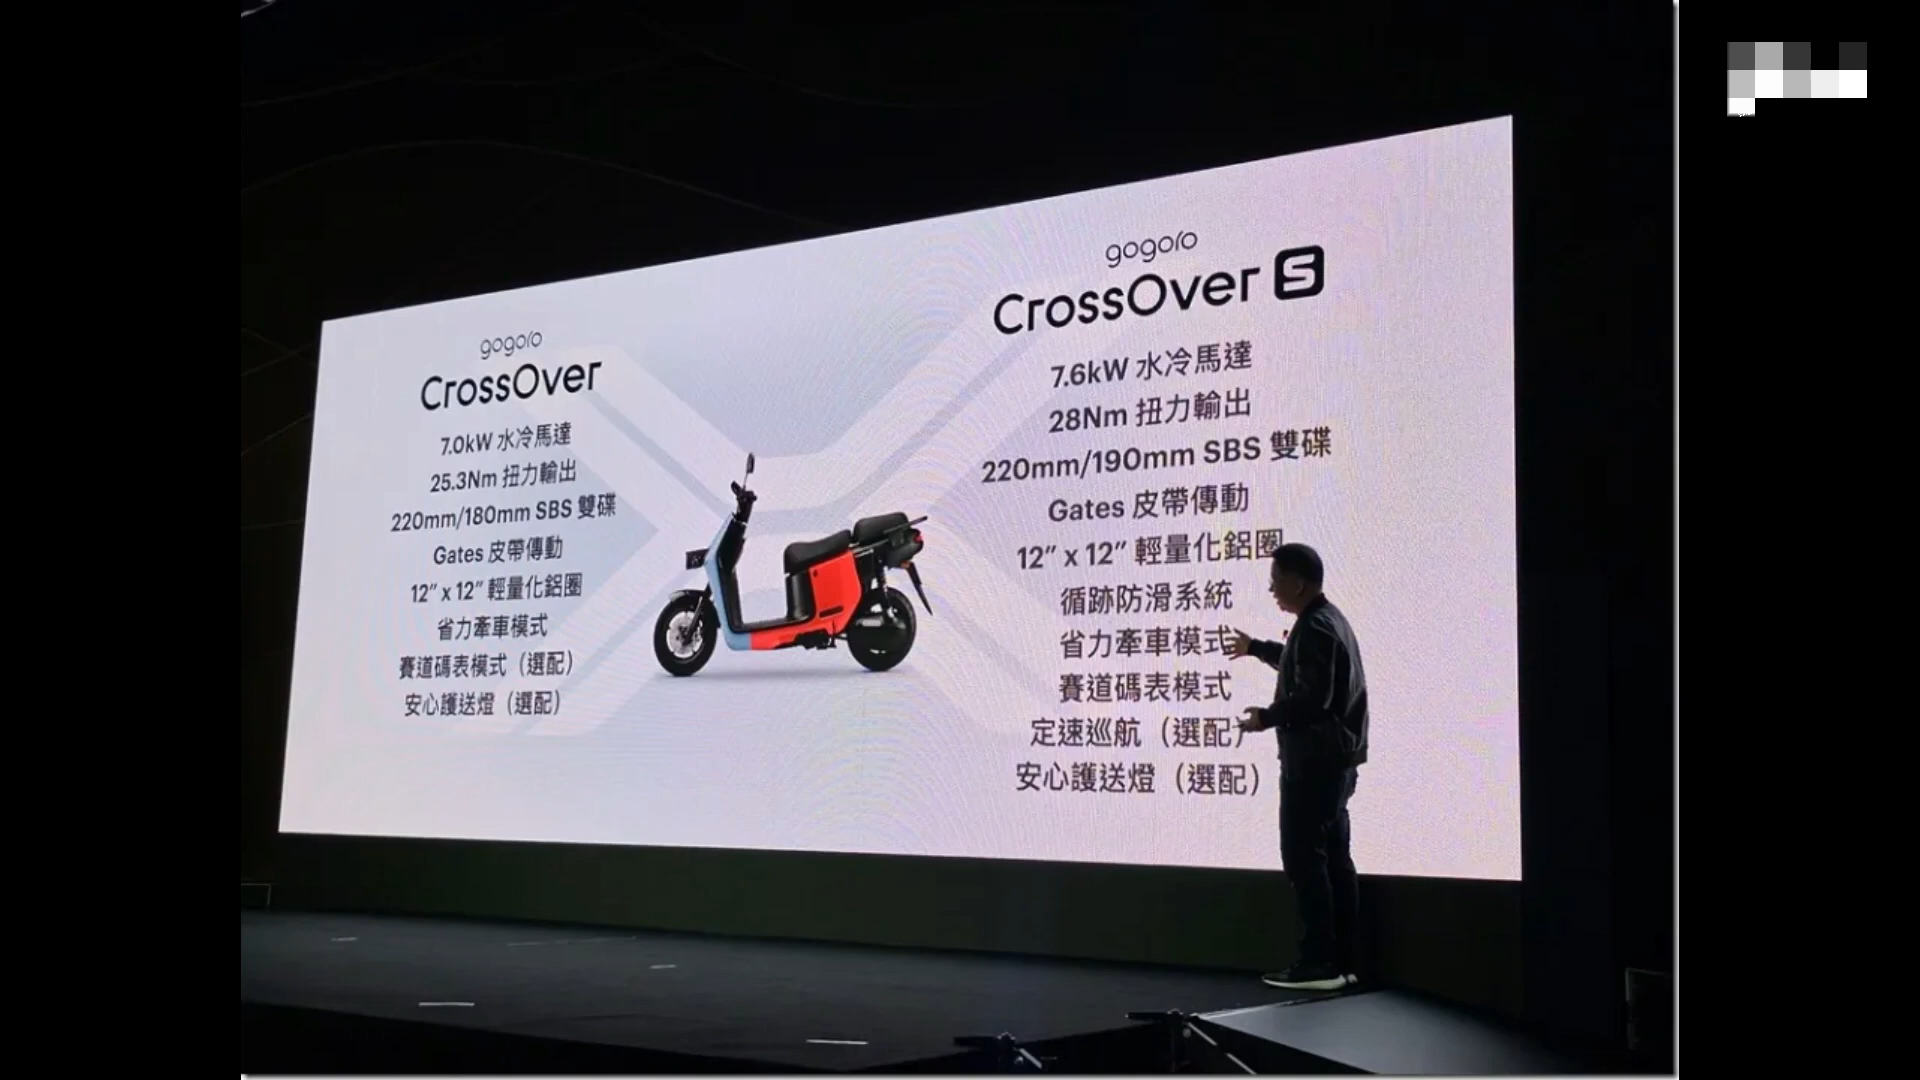 gogoro
CrossOver
7.0kW 水冷馬達
25.3Nm 扭力輸出
220mm/180mm SBS 雙碟
Gates 皮帶傳動
12” x 12” 輕量化鋁圈
省力牽車模式
賽道碼表模式（選配）
安心護送燈（選配）
gogoro
CrossOver S
7.6kW 水冷馬達
28Nm 扭力輸出
220mm/190mm SBS 雙碟
Gates 皮帶傳動
12” x 12” 輕量化鋁圈
循跡防滑系統
省力牽車模式
賽道碼表模式
定速巡航（選配）
安心護送燈（選配）